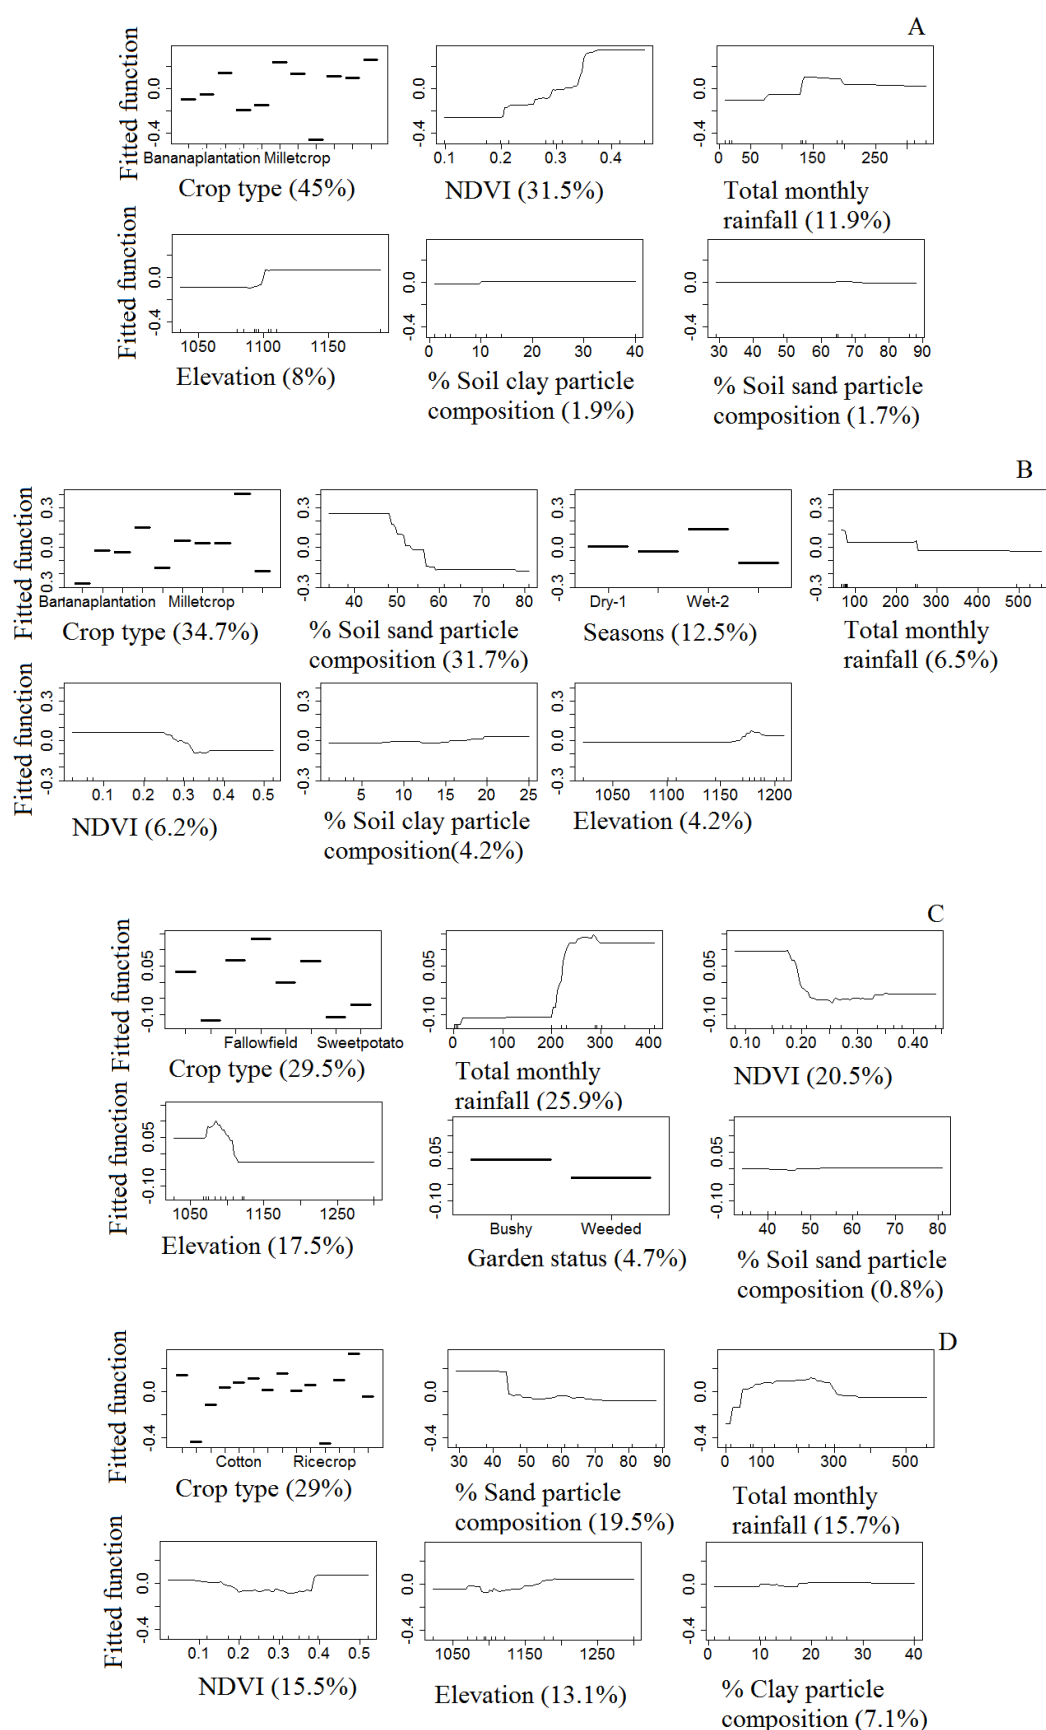 A
Fitted function
-0.4 0.0
Bananaplantation Milletcrop
Crop type (45%)
0.1 0.2 0.3 0.4
NDVI (31.5%)
0 50 150 250
Total monthly
rainfall (11.9%)
Fitted function
-0.4 0.0
1050 1100 1150
Elevation (8%)
-0.4 0.0
0 10 20 30 40
% Soil clay particle
composition (1.9%)
-0.4 0.0
30 40 50 60 70 80 90
% Soil sand particle
composition (1.7%)
B
Fitted function
-0.3 0.0 0.3
Bananaplantation Milletcrop
Crop type (34.7%)
-0.3 0.0 0.3
40 50 60 70 80
% Soil sand particle
composition (31.7%)
-0.3 0.0 0.3
Dry-1 Wet-2
Seasons (12.5%)
-0.3 0.0 0.3
100 200 300 400 500
Total monthly
rainfall (6.5%)
Fitted function
-0.3 0.0 0.3
0.1 0.2 0.3 0.4 0.5
NDVI (6.2%)
-0.3 0.0 0.3
5 10 15 20 25
% Soil clay particle
composition(4.2%)
-0.3 0.0 0.3
1050 1100 1150 1200
Elevation (4.2%)
C
Fitted function
-0.10 0.05
Fallowfield Sweetpotato
Crop type (29.5%)
-0.10 0.05
0 100 200 300 400
Total monthly
rainfall (25.9%)
-0.10 0.05
0.10 0.20 0.30 0.40
NDVI (20.5%)
Fitted function
-0.10 0.05
1050 1150 1250
Elevation (17.5%)
-0.10 0.05
Bushy Weeded
Garden status (4.7%)
-0.10 0.05
40 50 60 70 80
% Soil sand particle
composition (0.8%)
D
Fitted function
-0.4 0.0
Cotton Ricecrop
Crop type (29%)
-0.4 0.0
30 40 50 60 70 80 90
% Sand particle
composition (19.5%)
-0.4 0.0
0 100 300 500
Total monthly
rainfall (15.7%)
Fitted function
-0.4 0.0
0.1 0.2 0.3 0.4 0.5
NDVI (15.5%)
-0.4 0.0
1050 1150 1250
Elevation (13.1%)
-0.4 0.0
0 10 20 30 40
% Clay particle
composition (7.1%)